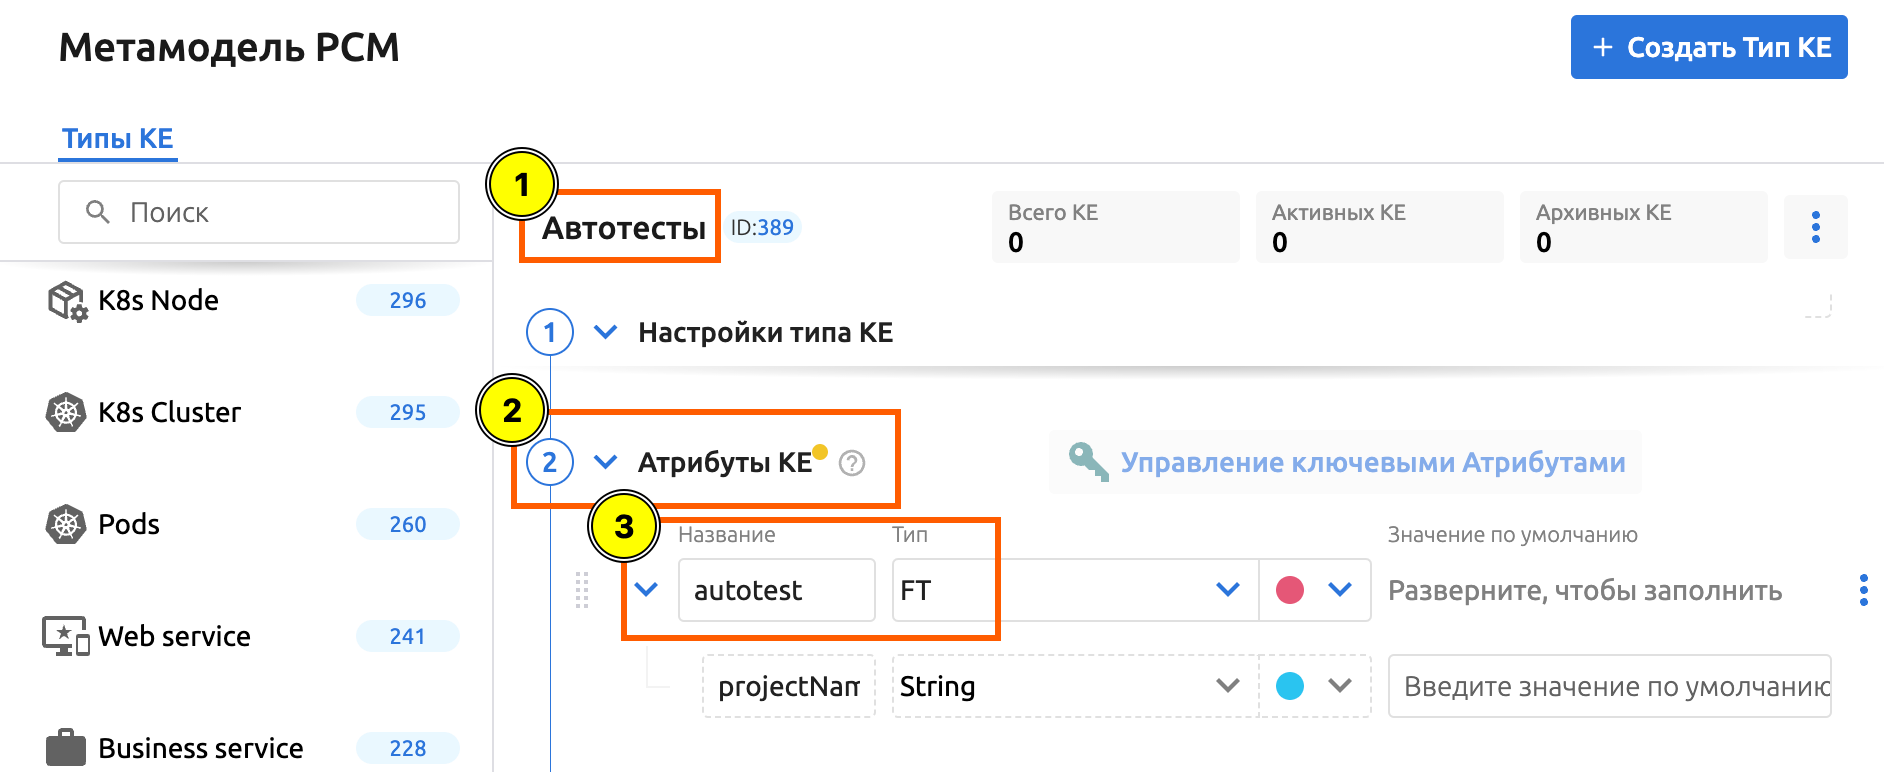 Метамодель РСМ
+ Создать Тип КЕ
Типы КЕ
Поиск
K8s Node 296
K8s Cluster 295
Pods 260
Web service 241
Business service 228
1
Автотесты ID:389
Всего КЕ
0
Активных КЕ
0
Архивных КЕ
0
1 Настройки типа КЕ
2
2 Атрибуты КЕ ?
Управление ключевыми Атрибутами
3
Название Тип Значение по умолчанию
autotest FT Разверните, чтобы заполнить
projectNam String Введите значение по умолчанию